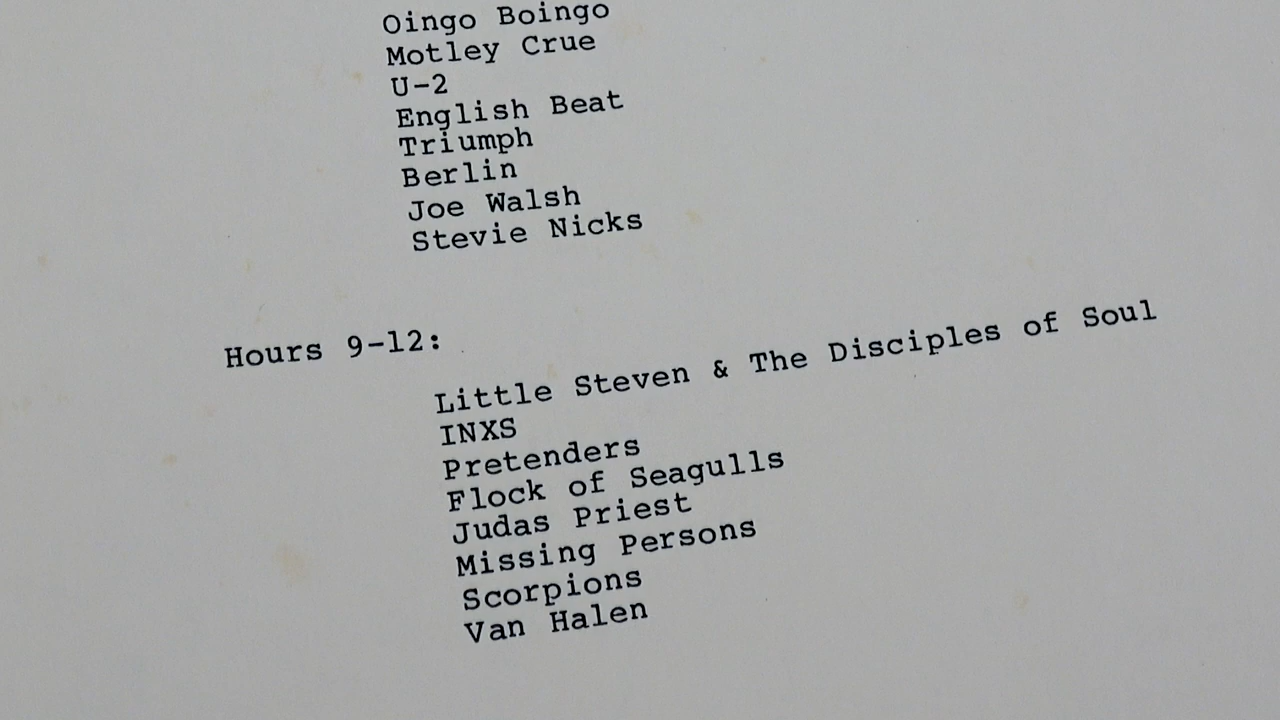 Oingo Boingo
Motley Crue
U-2
English Beat
Triumph
Berlin
Joe Walsh
Stevie Nicks
Hours 9-12:
Little Steven & The Disciples of Soul
INXS
Pretenders
Flock of Seagulls
Judas Priest
Missing Persons
Scorpions
Van Halen